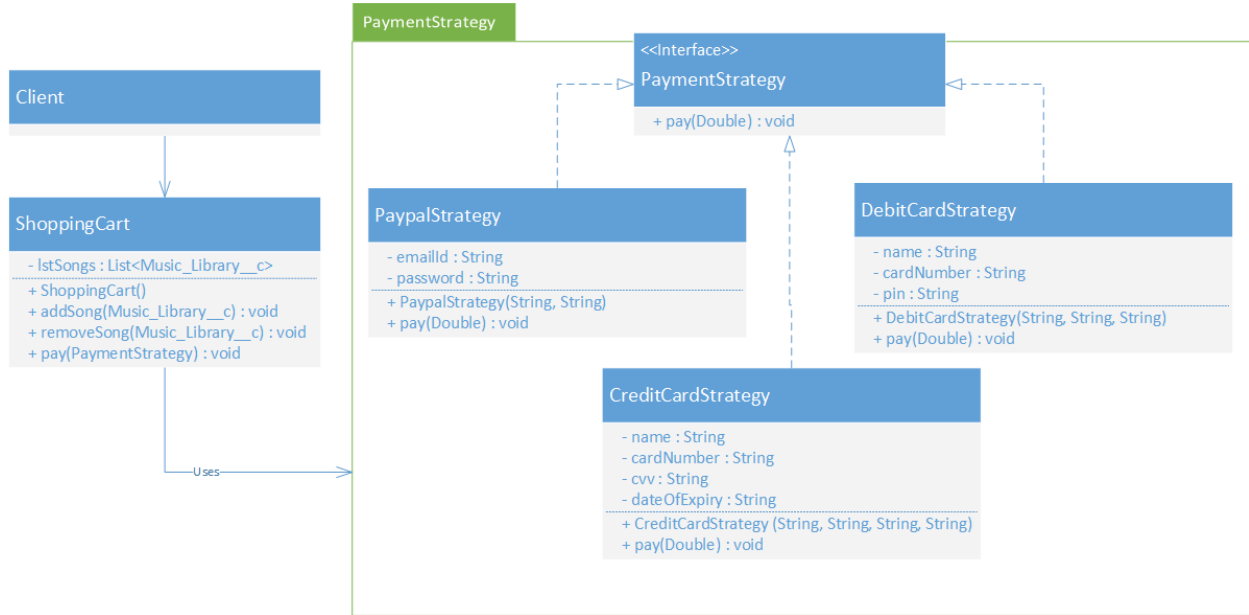 PaymentStrategy
<<Interface>>
PaymentStrategy
+ pay(Double) : void
Client
ShoppingCart
- lstSongs : List<Music_Library__c>
+ ShoppingCart()
+ addSong(Music_Library__c) : void
+ removeSong(Music_Library__c) : void
+ pay(PaymentStrategy) : void
Uses
PaypalStrategy
- emailId : String
- password : String
+ PaypalStrategy(String, String)
+ pay(Double) : void
DebitCardStrategy
- name : String
- cardNumber : String
- pin : String
+ DebitCardStrategy(String, String, String)
+ pay(Double) : void
CreditCardStrategy
- name : String
- cardNumber : String
- cvv : String
- dateOfExpiry : String
+ CreditCardStrategy (String, String, String, String)
+ pay(Double) : void